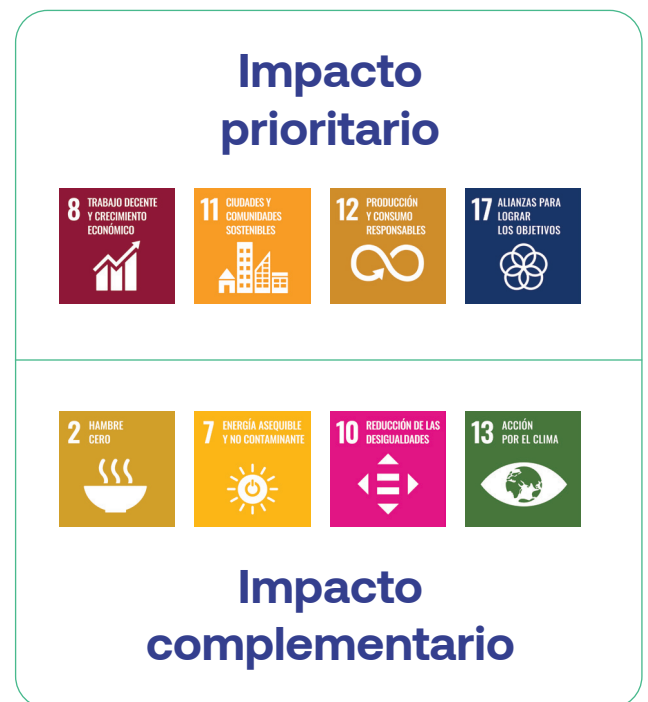 Impacto
prioritario
8 TRABAJO DECENTE
Y CRECIMIENTO
ECONÓMICO
11 CIUDADES Y
COMUNIDADES
SOSTENIBLES
12 PRODUCCIÓN
Y CONSUMO
RESPONSABLES
17 ALIANZAS PARA
LOGRAR
LOS OBJETIVOS
2 HAMBRE
CERO
7 ENERGÍA ASEQUIBLE
Y NO CONTAMINANTE
10 REDUCCIÓN DE LAS
DESIGUALDADES
13 ACCIÓN
POR EL CLIMA
Impacto
complementario